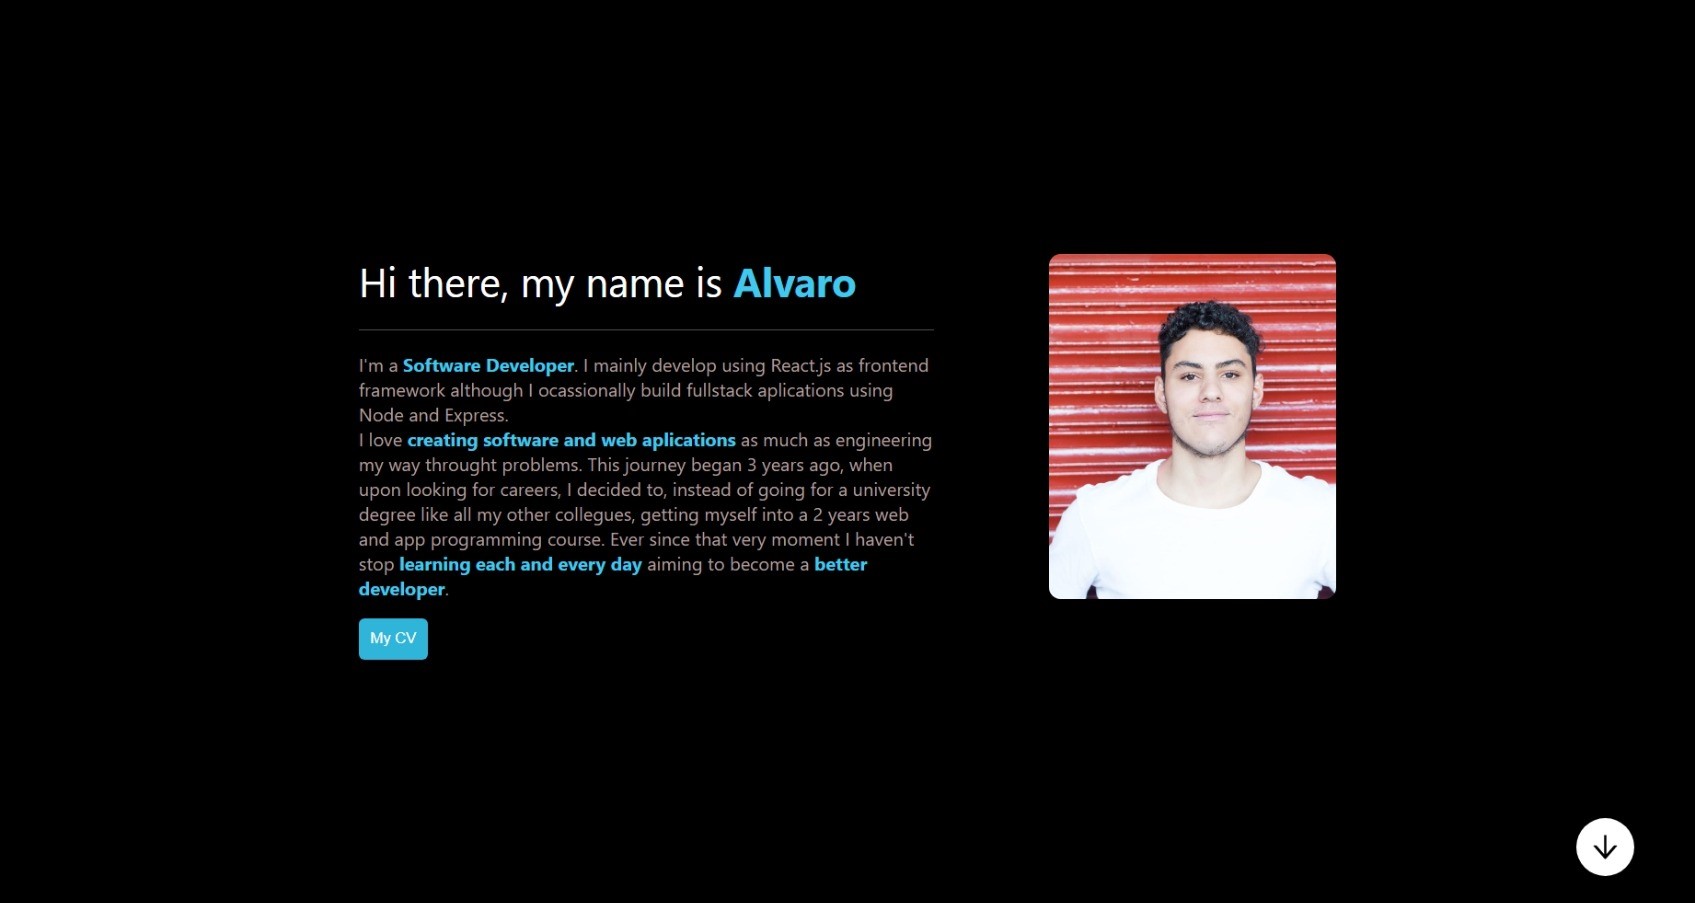 Hi there, my name is Alvaro
I'm a Software Developer. I mainly develop using React.js as frontend
framework although I ocassionally build fullstack aplications using
Node and Express.
I love creating software and web aplications as much as engineering
my way throught problems. This journey began 3 years ago, when
upon looking for careers, I decided to, instead of going for a university
degree like all my other collegues, getting myself into a 2 years web
and app programming course. Ever since that very moment I haven't
stop learning each and every day aiming to become a better
developer.
My CV